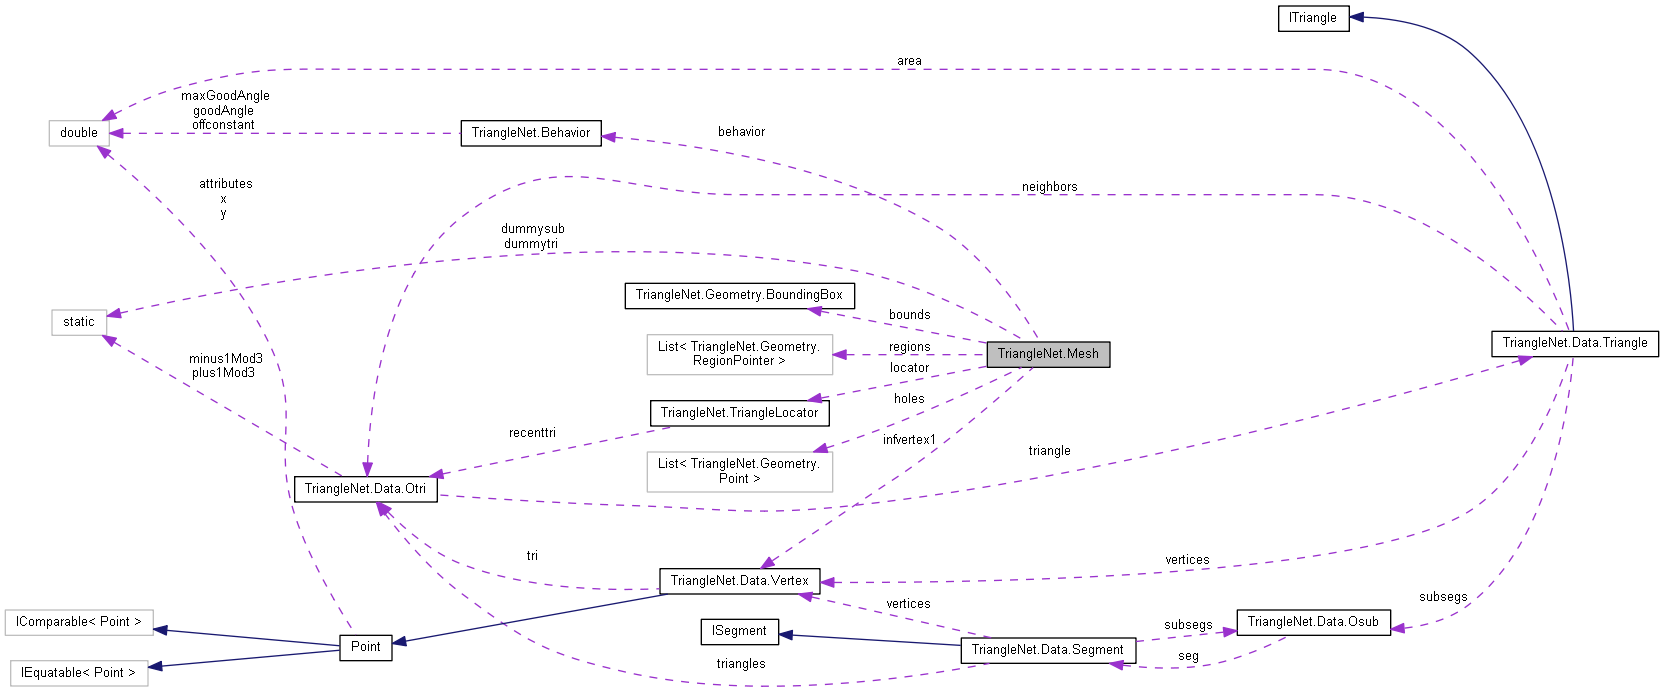 ITriangle
area
maxGoodAngle
goodAngle
offconstant
double
TriangleNet.Behavior
behavior
attributes
x
y
neighbors
dummysub
dummytri
TriangleNet.Geometry.BoundingBox
bounds
static
List< TriangleNet.Geometry.
RegionPointer >
regions
TriangleNet.Mesh
TriangleNet.Data.Triangle
minus1Mod3
plus1Mod3
locator
TriangleNet.TriangleLocator
holes
recenttri
infvertex1
List< TriangleNet.Geometry.
Point >
triangle
TriangleNet.Data.Otri
tri
vertices
TriangleNet.Data.Vertex
vertices
subsegs
IComparable< Point >
ISegment
subsegs
TriangleNet.Data.Osub
Point
TriangleNet.Data.Segment
seg
triangles
IEquatable< Point >